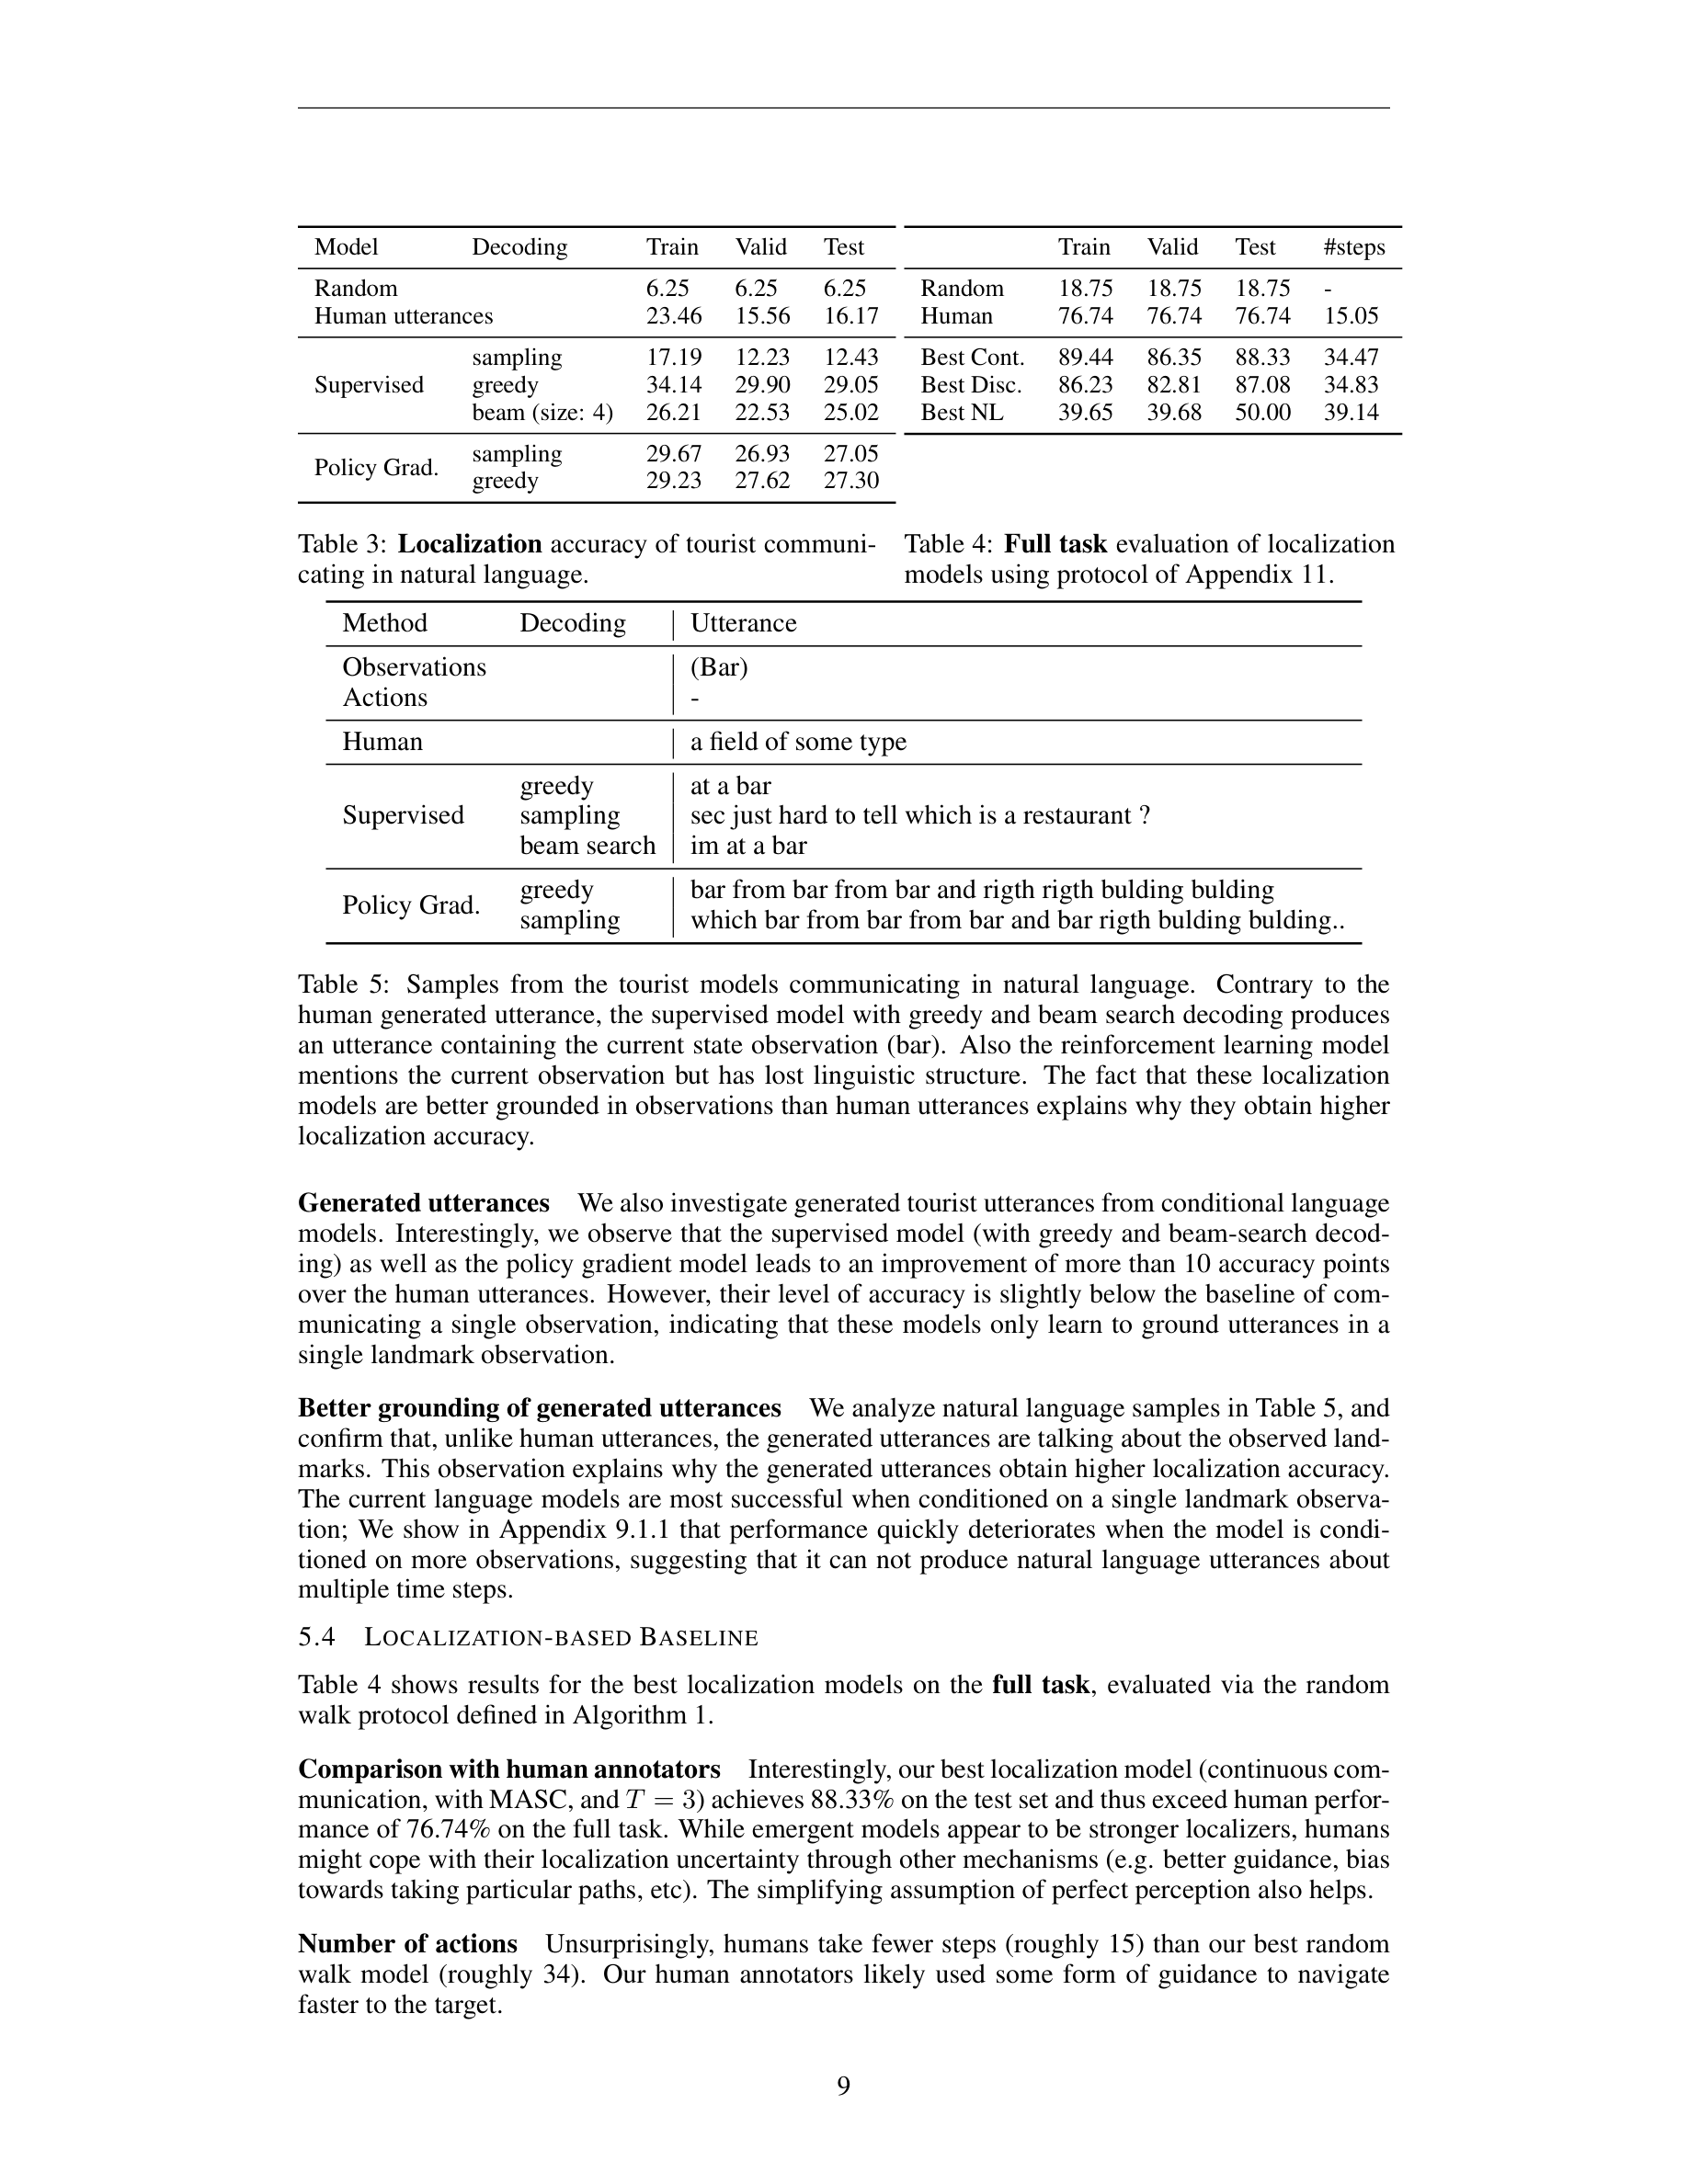 Model Decoding Train Valid Test
Random 6.25 6.25 6.25
Human utterances 23.46 15.56 16.17
sampling 17.19 12.23 12.43
Supervised greedy 34.14 29.90 29.05
beam (size: 4) 26.21 22.53 25.02
Policy Grad. sampling 29.67 26.93 27.05
greedy 29.23 27.62 27.30
Table 3: Localization accuracy of tourist communi-
cating in natural language.
Train Valid Test #steps
Random 18.75 18.75 18.75 -
Human 76.74 76.74 76.74 15.05
Best Cont. 89.44 86.35 88.33 34.47
Best Disc. 86.23 82.81 87.08 34.83
Best NL 39.65 39.68 50.00 39.14
Table 4: Full task evaluation of localization
models using protocol of Appendix 11.
Method Decoding Utterance
Observations (Bar)
Actions -
Human a field of some type
greedy at a bar
Supervised sampling sec just hard to tell which is a restaurant ?
beam search im at a bar
Policy Grad. greedy bar from bar from bar and rigth rigth bulding bulding
sampling which bar from bar from bar and bar rigth bulding bulding..
Table 5: Samples from the tourist models communicating in natural language. Contrary to the
human generated utterance, the supervised model with greedy and beam search decoding produces
an utterance containing the current state observation (bar). Also the reinforcement learning model
mentions the current observation but has lost linguistic structure. The fact that these localization
models are better grounded in observations than human utterances explains why they obtain higher
localization accuracy.
Generated utterances We also investigate generated tourist utterances from conditional language
models. Interestingly, we observe that the supervised model (with greedy and beam-search decod-
ing) as well as the policy gradient model leads to an improvement of more than 10 accuracy points
over the human utterances. However, their level of accuracy is slightly below the baseline of com-
municating a single observation, indicating that these models only learn to ground utterances in a
single landmark observation.
Better grounding of generated utterances We analyze natural language samples in Table 5, and
confirm that, unlike human utterances, the generated utterances are talking about the observed land-
marks. This observation explains why the generated utterances obtain higher localization accuracy.
The current language models are most successful when conditioned on a single landmark observa-
tion; We show in Appendix 9.1.1 that performance quickly deteriorates when the model is condi-
tioned on more observations, suggesting that it can not produce natural language utterances about
multiple time steps.
5.4 LOCALIZATION-BASED BASELINE
Table 4 shows results for the best localization models on the full task, evaluated via the random
walk protocol defined in Algorithm 1.
Comparison with human annotators Interestingly, our best localization model (continuous com-
munication, with MASC, and T = 3) achieves 88.33% on the test set and thus exceed human perfor-
mance of 76.74% on the full task. While emergent models appear to be stronger localizers, humans
might cope with their localization uncertainty through other mechanisms (e.g. better guidance, bias
towards taking particular paths, etc). The simplifying assumption of perfect perception also helps.
Number of actions Unsurprisingly, humans take fewer steps (roughly 15) than our best random
walk model (roughly 34). Our human annotators likely used some form of guidance to navigate
faster to the target.
9